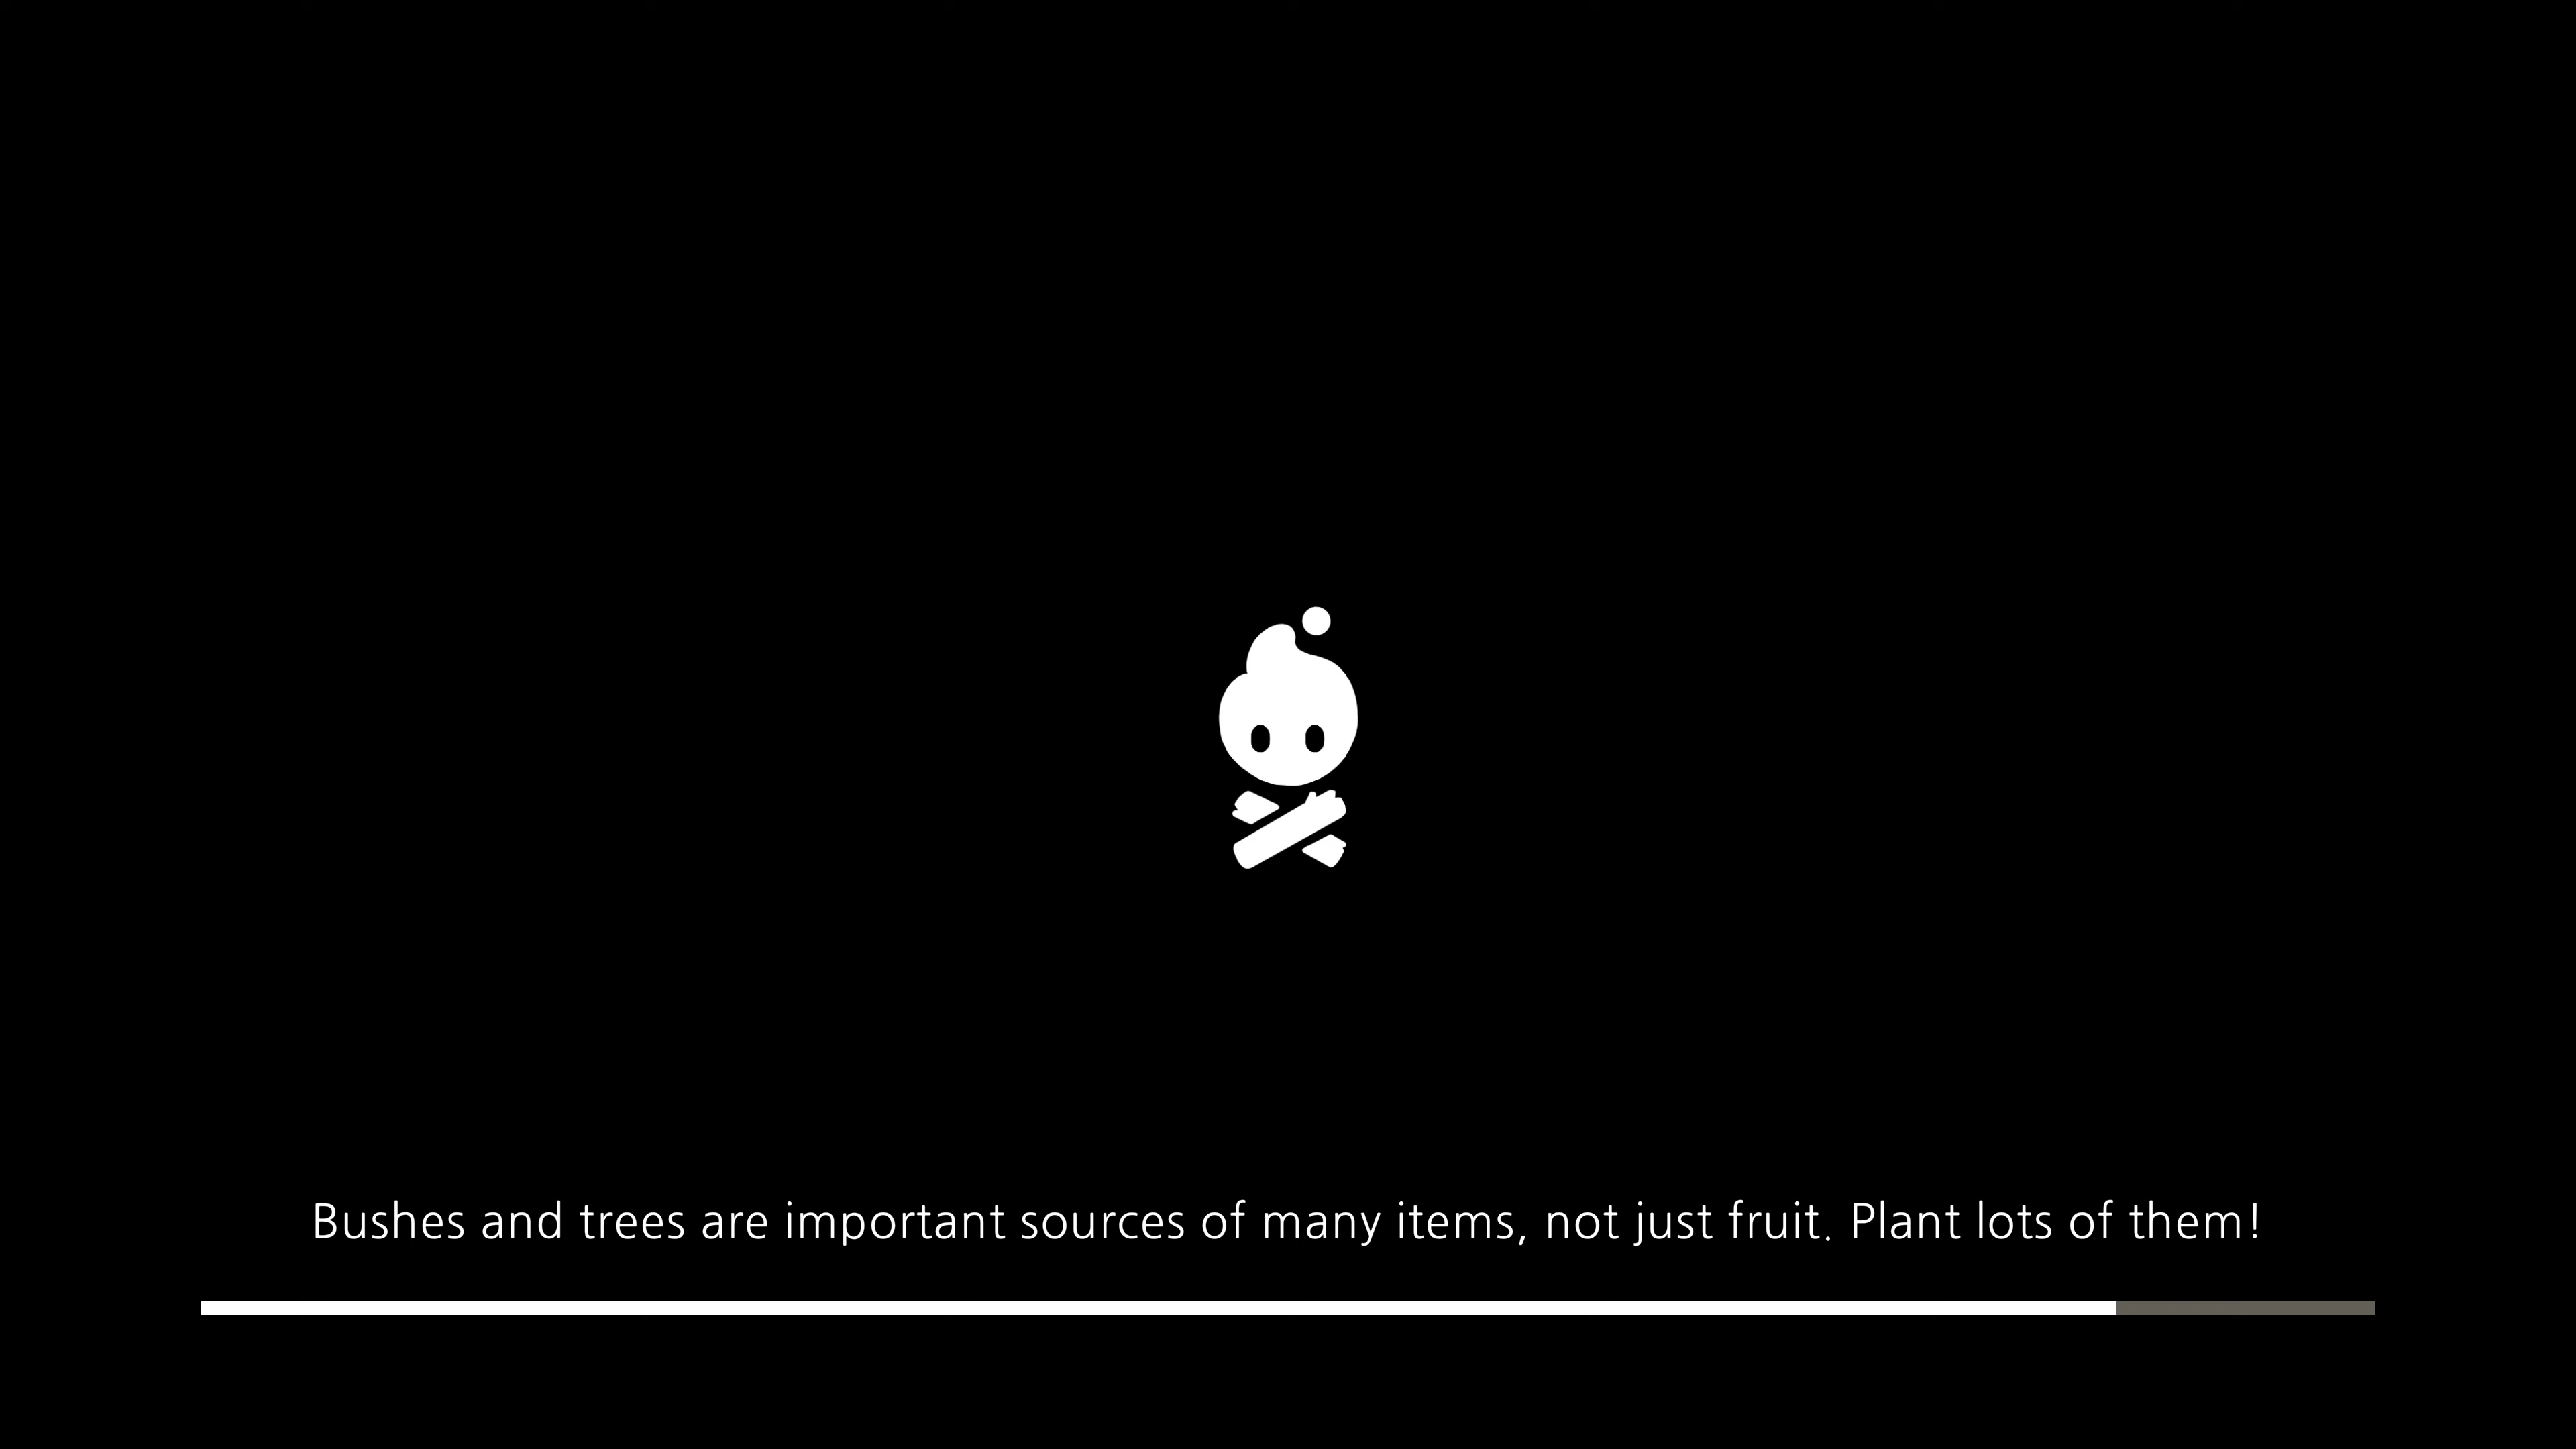 Bushes and trees are important sources of many items, not just fruit. Plant lots of them!